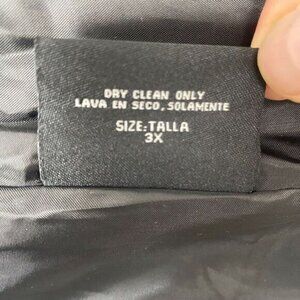 DRY CLEAN ONLY
LAVA EN SECO, SOLAMENTE
SIZE:TALLA
3X